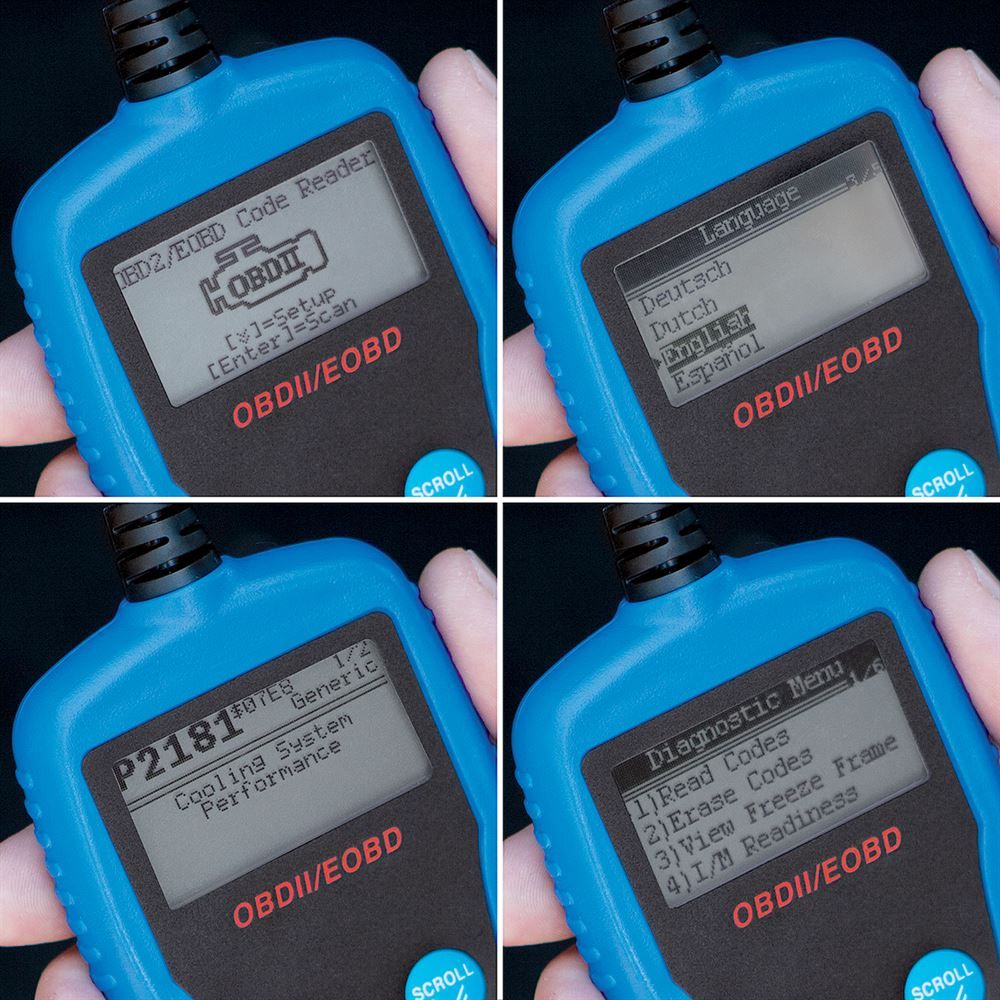 OBD2/EOBD Code Reader
OBDII
[v]=Setup
[Enter]=Scan
OBDII/EOBD
SCROLL
Language 3/5
Deutsch
Dutch
English
Español
OBDII/EOBD
SCROLL
1/2
P2181 $07E8 Generic
Cooling System
Performance
OBDII/EOBD
SCROLL
Diagnostic Menu 1/6
1)Read Codes
2)Erase Codes
3)View Freeze Frame
4)I/M Readiness
OBDII/EOBD
SCROLL